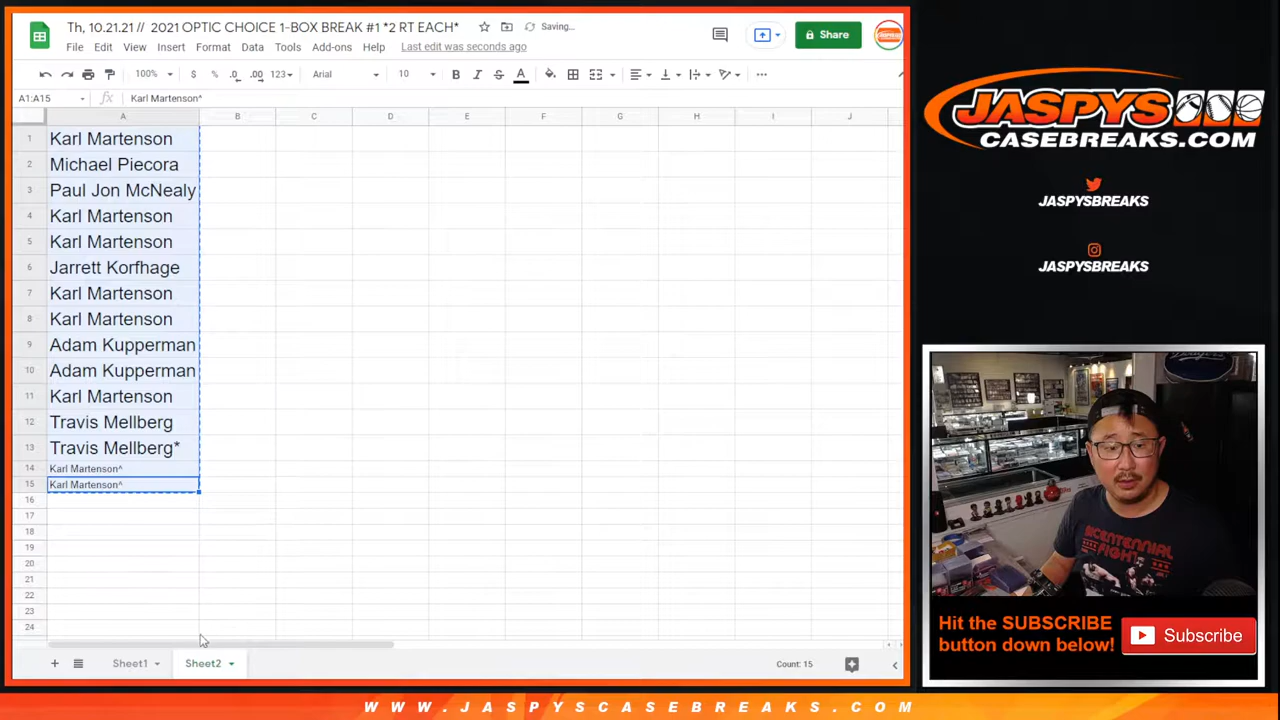 Th, 10.21.21 // 2021 OPTIC CHOICE 1-BOX BREAK #1 *2 RT EACH*
Saving...
File Edit View Insert Format Data Tools Add-ons Help Last edit was seconds ago
Share
100% $ % .0 .00 123 Arial 10 B I S A
A1:A15 fx Karl Martenson^
A B C D E F G H I J
1 Karl Martenson
2 Michael Piecora
3 Paul Jon McNealy
4 Karl Martenson
5 Karl Martenson
6 Jarrett Korfhage
7 Karl Martenson
8 Karl Martenson
9 Adam Kupperman
10 Adam Kupperman
11 Karl Martenson
12 Travis Mellberg
13 Travis Mellberg*
14 Karl Martenson^
15 Karl Martenson^
16
17
18
19
20
21
22
23
24
Sheet1 Sheet2 Count: 15
JASPYS
CASEBREAKS.COM
JASPYSBREAKS
JASPYSBREAKS
BICENTENNIAL
FIGHT
Hit the SUBSCRIBE
button down below!
Subscribe
WWW.JASPYSCASEBREAKS.COM